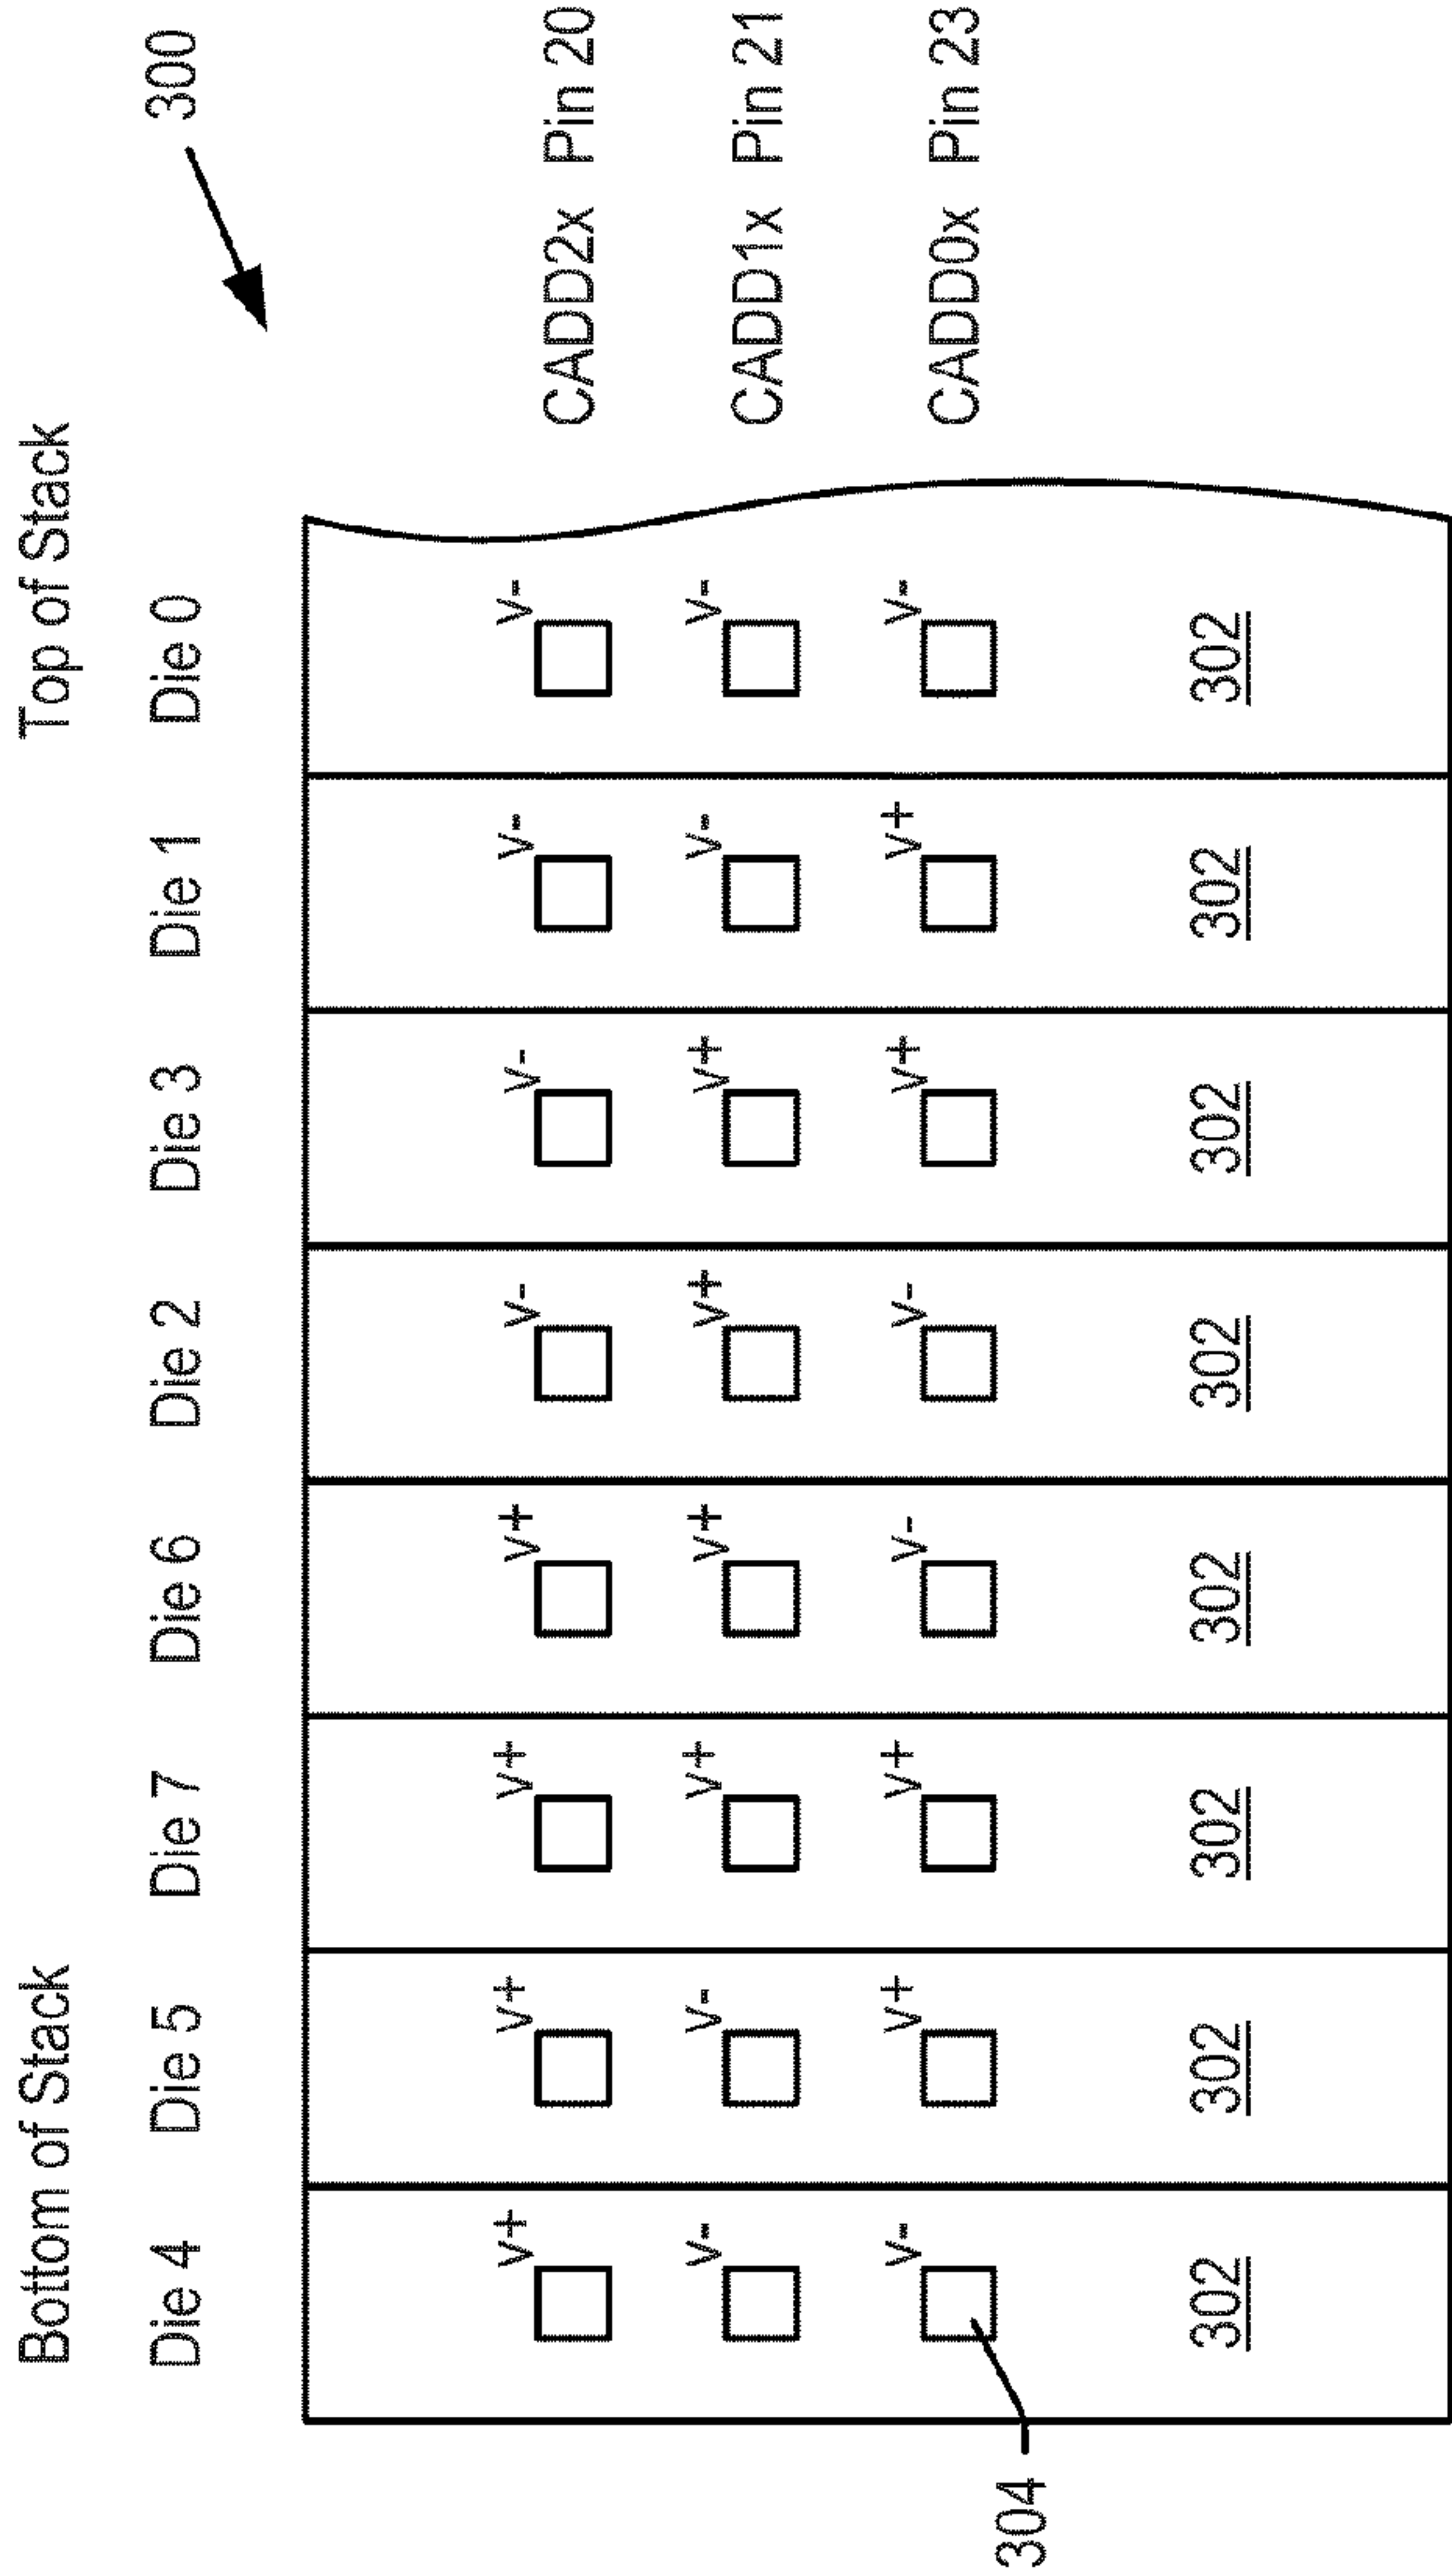 Bottom of Stack Top of Stack
Die 4 Die 5 Die 7 Die 6 Die 2 Die 3 Die 1 Die 0 300
v+ v+ v+ v+ v- v- v- v-
CADD2x Pin 20
v- v- v+ v+ v+ v+ v- v-
CADD1x Pin 21
v- v+ v+ v- v- v+ v+ v-
CADD0x Pin 23
304
302 302 302 302 302 302 302 302